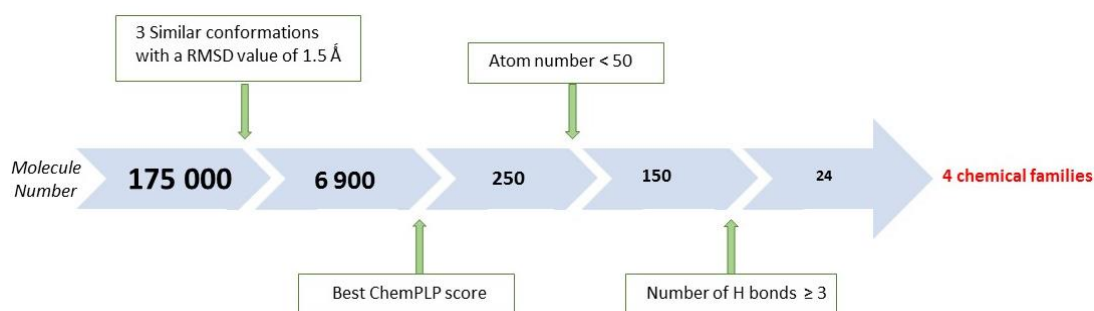 3 Similar conformations
with a RMSD value of 1.5 Ǻ
Atom number < 50
Molecule
Number
175 000
6 900
250
150
24
4 chemical families
Best ChemPLP score
Number of H bonds ≥ 3